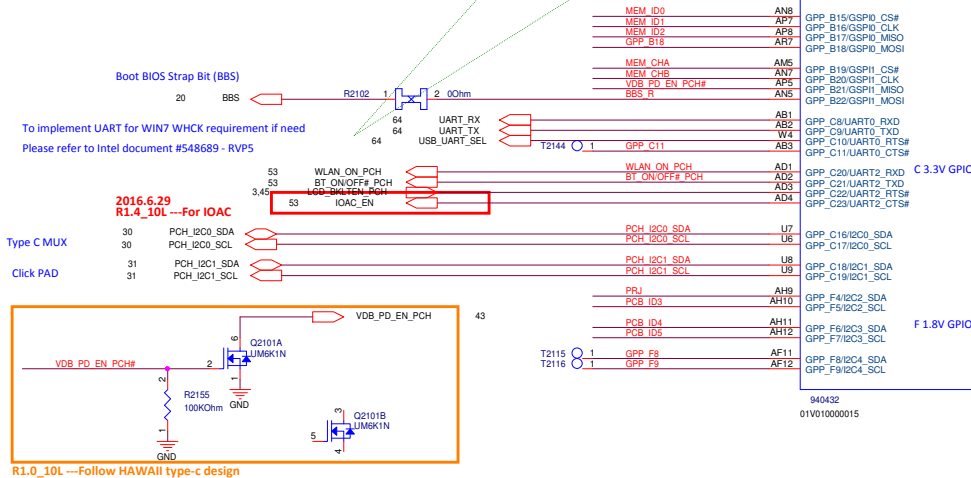 MEM_ID0 AN8 GPP_B15/GSPI0_CS#
MEM_ID1 AP7 GPP_B16/GSPI0_CLK
MEM_ID2 AP8 GPP_B17/GSPI0_MISO
GPP_B18 AR7 GPP_B18/GSPI0_MOSI
MEM_CHA AM5 GPP_B19/GSPI1_CS#
MEM_CHB AN7 GPP_B20/GSPI1_CLK
VDB_PD_EN_PCH# AP5 GPP_B21/GSPI1_MISO
Boot BIOS Strap Bit (BBS)
20 BBS R2102 1 2 0Ohm BBS_R AN5 GPP_B22/GSPI1_MOSI
64 UART_RX AB1 GPP_C8/UART0_RXD
64 UART_TX AB2 GPP_C9/UART0_TXD
64 USB_UART_SEL W4 GPP_C10/UART0_RTS#
T2144 1 GPP_C11 AB3 GPP_C11/UART0_CTS#
To implement UART for WIN7 WHCK requirement if need
Please refer to Intel document #548689 - RVP5
53 WLAN_ON_PCH WLAN_ON_PCH AD1 GPP_C20/UART2_RXD
53 BT_ON/OFF#_PCH BT_ON/OFF#_PCH AD2 GPP_C21/UART2_TXD
3,45 LCD_BKLTEN_PCH AD3 GPP_C22/UART2_RTS#
53 IOAC_EN AD4 GPP_C23/UART2_CTS#
C 3.3V GPIO
2016.6.29
R1.4_10L ---For IOAC
Type C MUX
30 PCH_I2C0_SDA PCH_I2C0_SDA U7 GPP_C16/I2C0_SDA
30 PCH_I2C0_SCL PCH_I2C0_SCL U6 GPP_C17/I2C0_SCL
Click PAD
31 PCH_I2C1_SDA PCH_I2C1_SDA U8 GPP_C18/I2C1_SDA
31 PCH_I2C1_SCL PCH_I2C1_SCL U9 GPP_C19/I2C1_SCL
PRJ AH9 GPP_F4/I2C2_SDA
PCB_ID3 AH10 GPP_F5/I2C2_SCL
PCB_ID4 AH11 GPP_F6/I2C3_SDA
PCB_ID5 AH12 GPP_F7/I2C3_SCL
F 1.8V GPIO
T2115 1 GPP_F8 AF11 GPP_F8/I2C4_SDA
T2116 1 GPP_F9 AF12 GPP_F9/I2C4_SCL
940432
01V010000015
VDB_PD_EN_PCH 43
6
Q2101A
UM6K1N
VDB_PD_EN_PCH# 2
1
GND
2
R2155
100KOhm
1
GND
3
Q2101B
UM6K1N
5
4
R1.0_10L ---Follow HAWAII type-c design